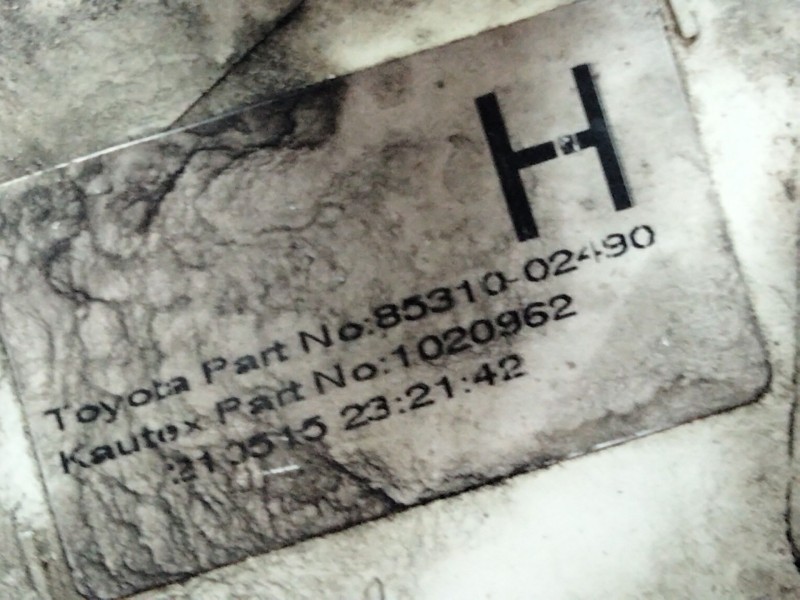 H
Toyota Part No:85310-02490
Kautex Part No:1020962
:210515 23:21:42